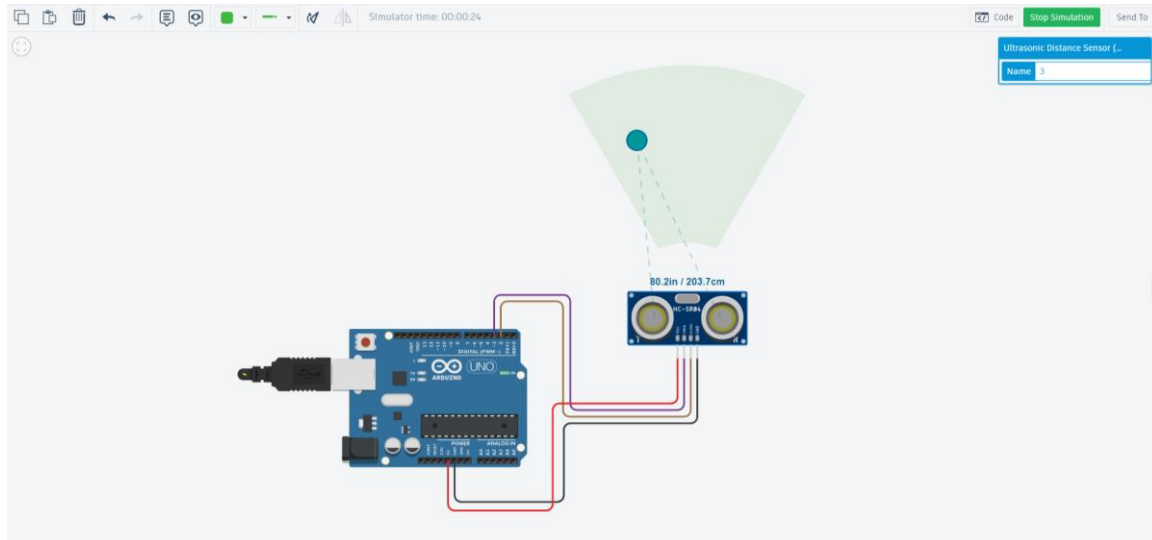 Simulator time: 00:00:24
Code
Stop Simulation
Send To
Ultrasonic Distance Sensor (...
Name 3
80.2in / 203.7cm
HC-SR04
DIGITAL (PWM ~)
UNO
ARDUINO
POWER
ANALOG IN